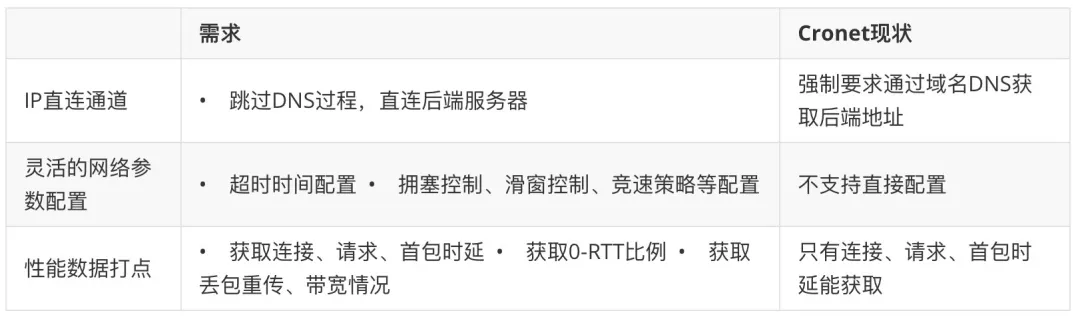 需求
Cronet现状
IP直连通道
• 跳过DNS过程，直连后端服务器
强制要求通过域名DNS获
取后端地址
灵活的网络参
数配置
• 超时时间配置 • 拥塞控制、滑窗控制、竞速策略等配置
不支持直接配置
性能数据打点
• 获取连接、请求、首包时延 • 获取0-RTT比例 • 获取
丢包重传、带宽情况
只有连接、请求、首包时
延能获取